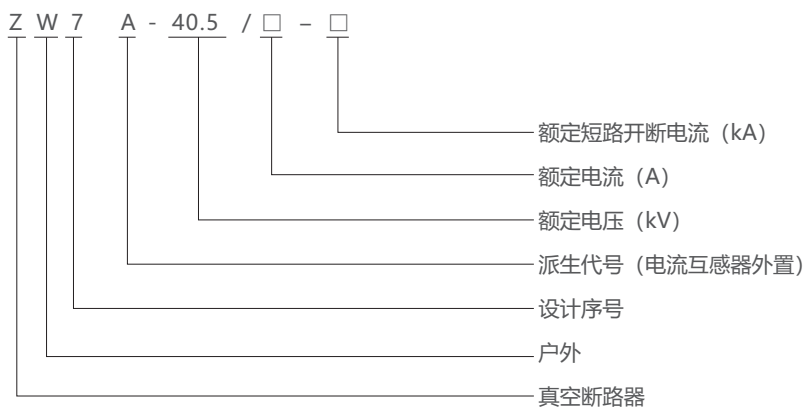 Z W 7 A - 40.5 / □ – □
额定短路开断电流（kA）
额定电流（A）
额定电压（kV）
派生代号（电流互感器外置）
设计序号
户外
真空断路器